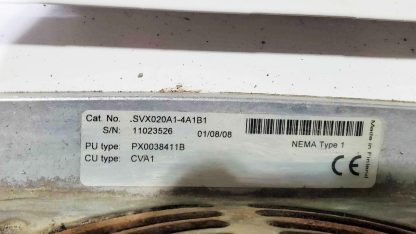 Cat. No. .SVX020A1-4A1B1
S/N: 11023526 01/08/08
PU type: PX0038411B NEMA Type 1
CU type: CVA1 CE
Made in Finland